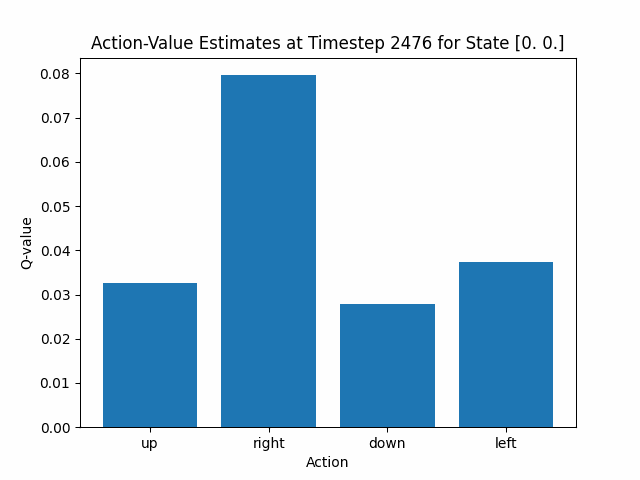 Action-Value Estimates at Timestep 2476 for State [0. 0.]
0.08
0.07
0.06
0.05
0.04
0.03
0.02
0.01
0.00
Q-value
up right down left
Action